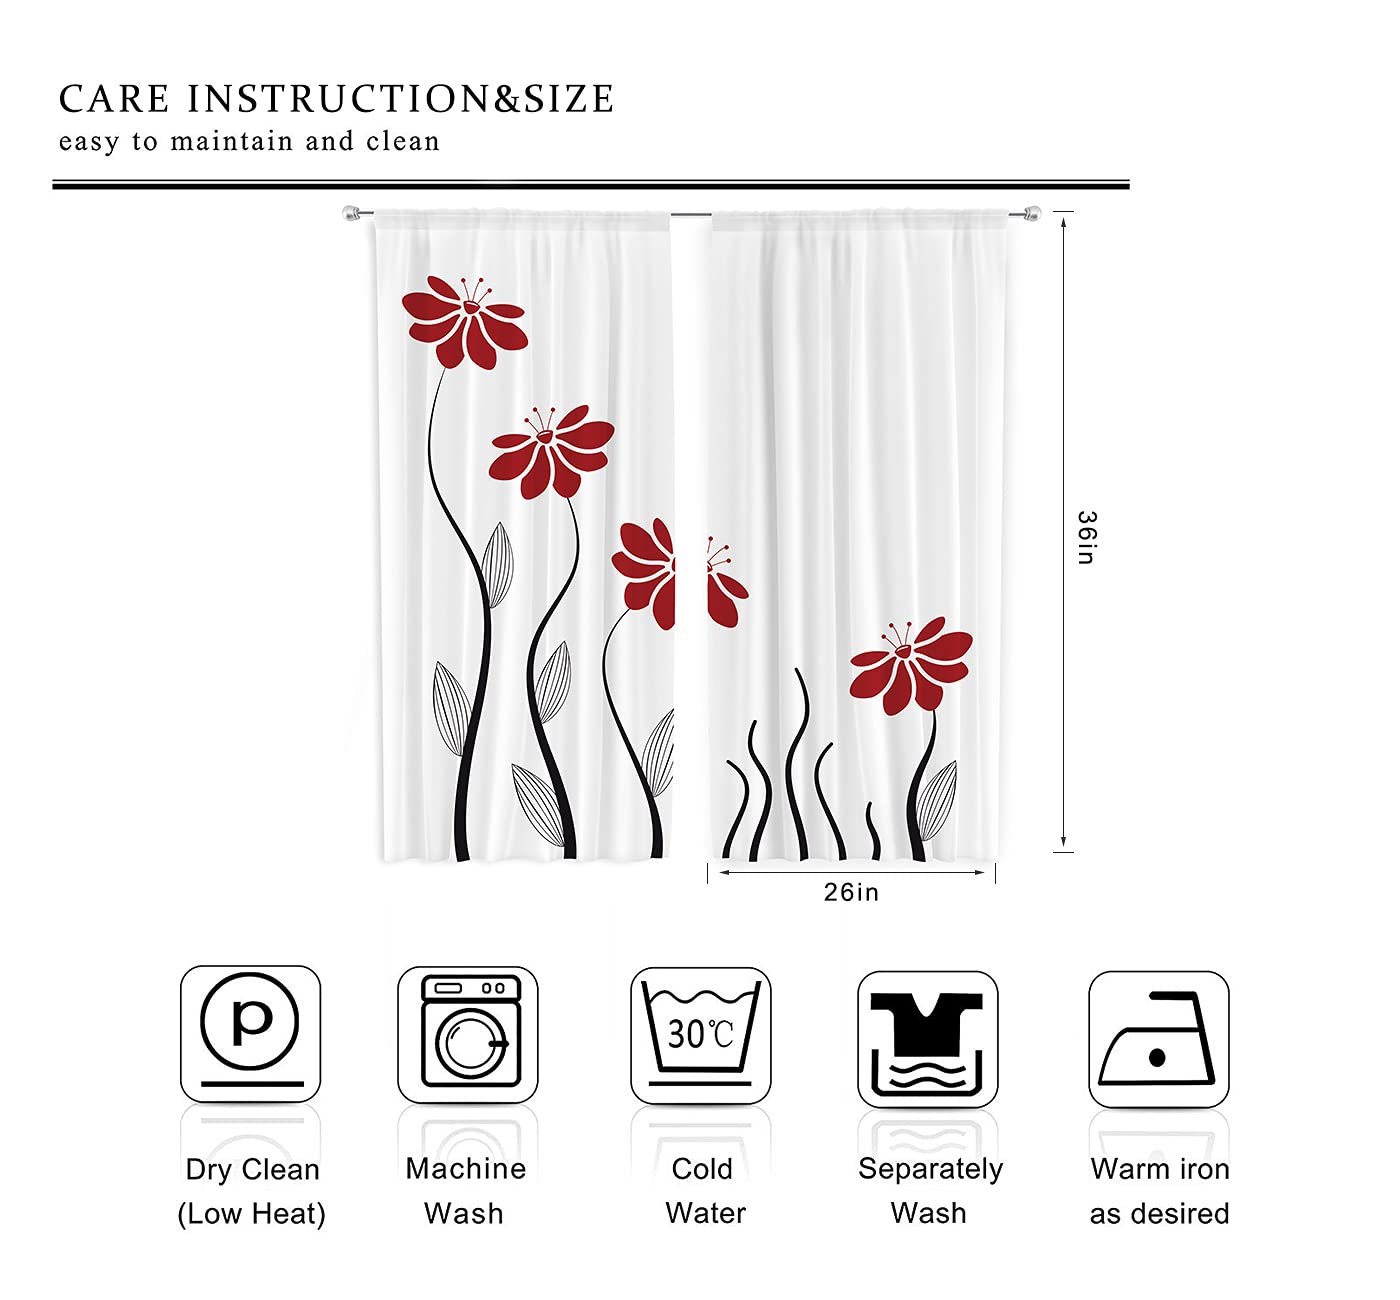 CARE INSTRUCTION&SIZE
easy to maintain and clean
36in
26in
p
30℃
Dry Clean
(Low Heat)
Machine
Wash
Cold
Water
Separately
Wash
Warm iron
as desired